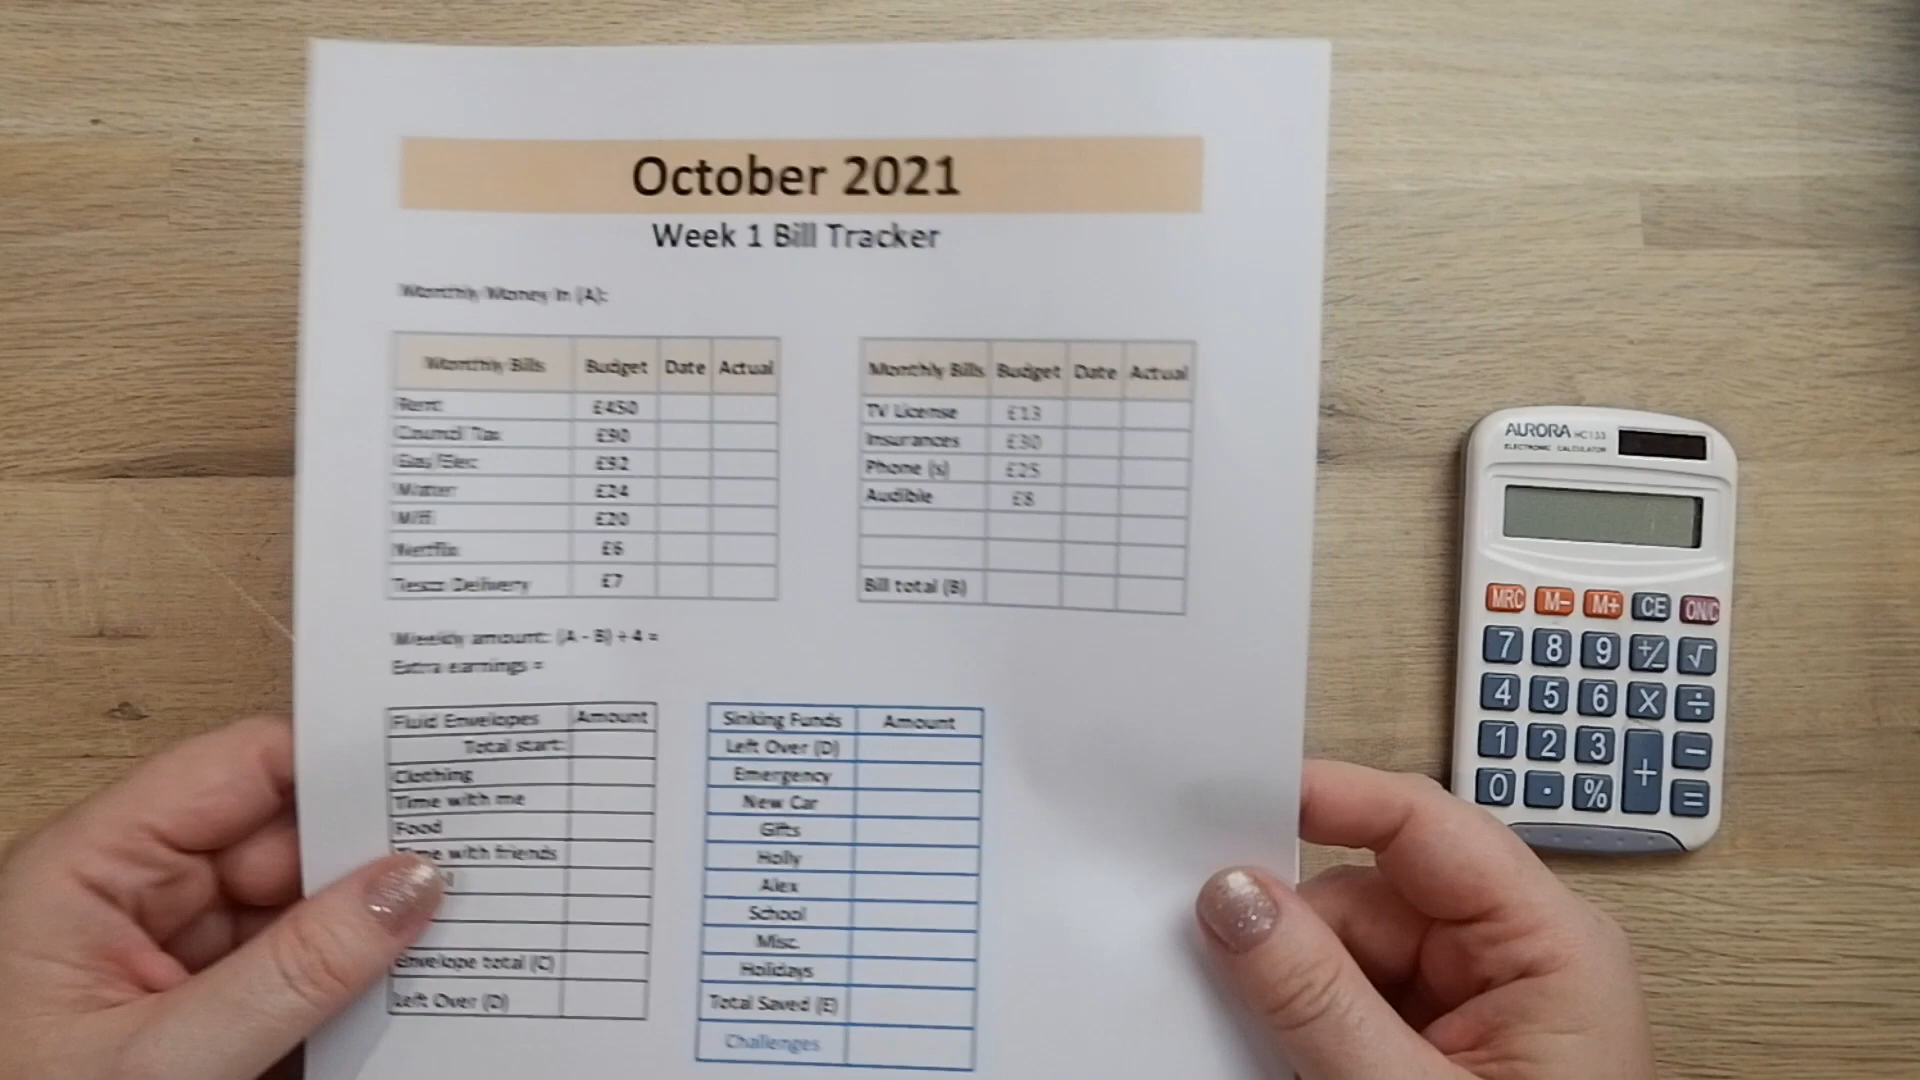 October 2021
Week 1 Bill Tracker
Monthly Money In (A):
Monthly Bills Budget Date Actual
Rent £450
Council Tax £90
Gas/Elec £92
Water £24
Wifi £20
Netflix £6
Tesco Delivery £7
Monthly Bills Budget Date Actual
TV License £13
Insurances £30
Phone (s) £25
Audible £8
Bill total (B)
Weekly amount: (A - B) ÷ 4 =
Extra earnings =
Fluid Envelopes Amount
Total start:
Clothing
Time with me
Food
Time with friends
Envelope total (C)
Left Over (D)
Sinking Funds Amount
Left Over (D)
Emergency
New Car
Gifts
Holly
Alex
School
Misc.
Holidays
Total Saved (E)
Challenges
AURORA HC133
ELECTRONIC CALCULATOR
MRC M- M+ CE ON/C
7 8 9 +/- √
4 5 6 X ÷
1 2 3 + −
0 . % =